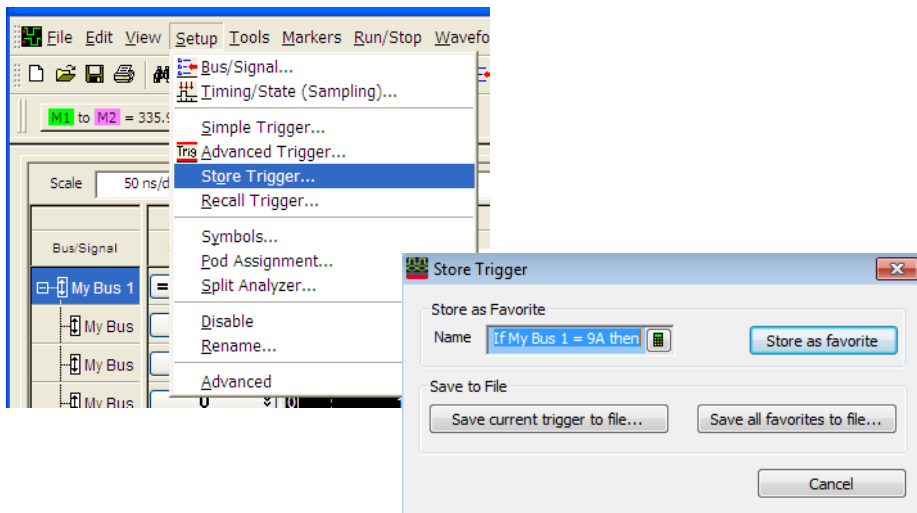 File Edit View Setup Tools Markers Run/Stop Wavefo
Bus/Signal...
Timing/State (Sampling)...
M1 to M2 = 335.9
Simple Trigger...
Trig Advanced Trigger...
Scale 50 ns/d
Store Trigger...
Recall Trigger...
Symbols...
Bus/Signal
Pod Assignment...
My Bus 1 =
Split Analyzer...
My Bus
Disable
Rename...
My Bus
Advanced
My Bus 0
Store Trigger
Store as Favorite
Name If My Bus 1 = 9A then
Store as favorite
Save to File
Save current trigger to file...
Save all favorites to file...
Cancel